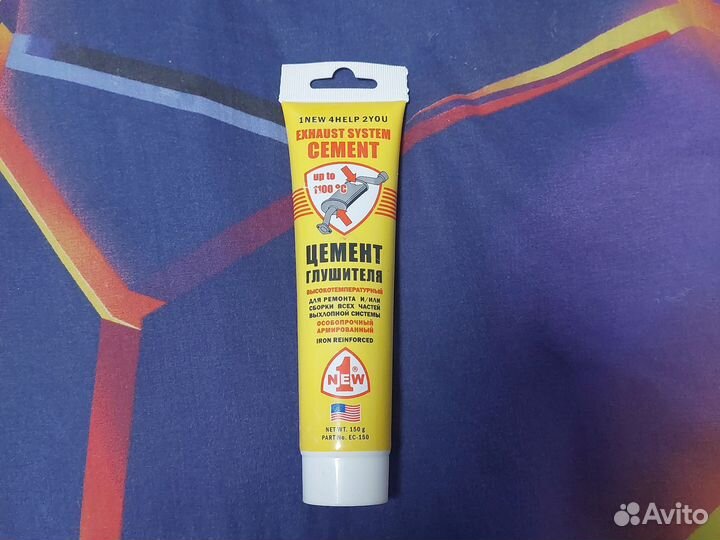 1NEW 4HELP 2YOU
EXHAUST SYSTEM
CEMENT
up to
1100 °C
ЦЕМЕНТ
ГЛУШИТЕЛЯ
ВЫСОКОТЕМПЕРАТУРНЫЙ
ДЛЯ РЕМОНТА И/ИЛИ
СБОРКИ ВСЕХ ЧАСТЕЙ
ВЫХЛОПНОЙ СИСТЕМЫ
ОСОБОПРОЧНЫЙ
АРМИРОВАННЫЙ
IRON REINFORCED
1®
NEW
NET WT. 150 g
PART No. EC-150
Avito